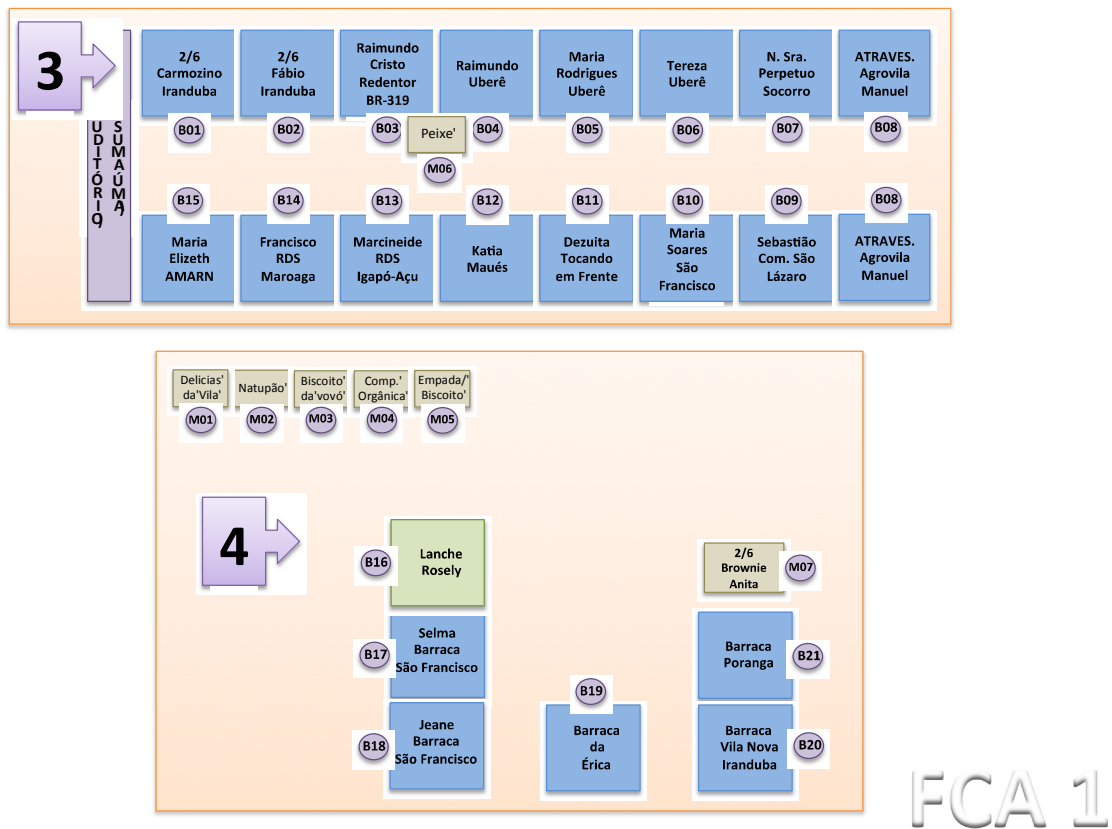 3
UDITÓRIO'
SUMAÚMA'
2/6
Carmozino
Iranduba
2/6
Fábio
Iranduba
Raimundo
Cristo
Redentor
BR-319
Raimundo
Uberê
Maria
Rodrigues
Uberê
Tereza
Uberê
N. Sra.
Perpetuo
Socorro
ATRAVES.
Agrovila
Manuel
B01
B02
B03
Peixe'
B04
B05
B06
B07
B08
M06
B15
B14
B13
B12
B11
B10
B09
B08
Maria
Elizeth
AMARN
Francisco
RDS
Maroaga
Marcineide
RDS
Igapó-Açu
Katia
Maués
Dezuita
Tocando
em Frente
Maria
Soares
São
Francisco
Sebastião
Com. São
Lázaro
ATRAVES.
Agrovila
Manuel
Delicias'
da'Vila'
Natupão'
Biscoito'
da'vovó'
Comp.'
Orgânica'
Empada/'
Biscoito'
M01
M02
M03
M04
M05
4
B16
Lanche
Rosely
2/6
Brownie
Anita
M07
B17
Selma
Barraca
São Francisco
Barraca
Poranga
B21
B18
Jeane
Barraca
São Francisco
B19
Barraca
da
Érica
Barraca
Vila Nova
Iranduba
B20
FCA 1